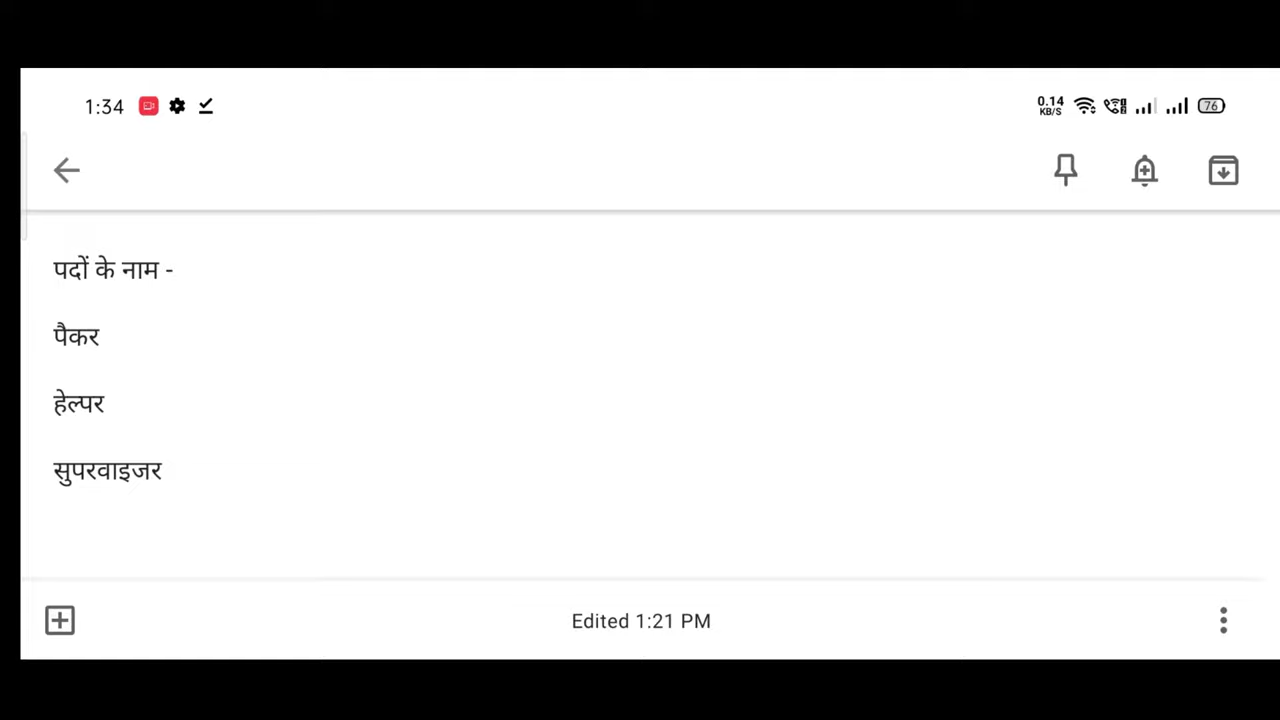 1:34
0.14
KB/S
76
पदों के नाम -
पैकर
हेल्पर
सुपरवाइजर
Edited 1:21 PM